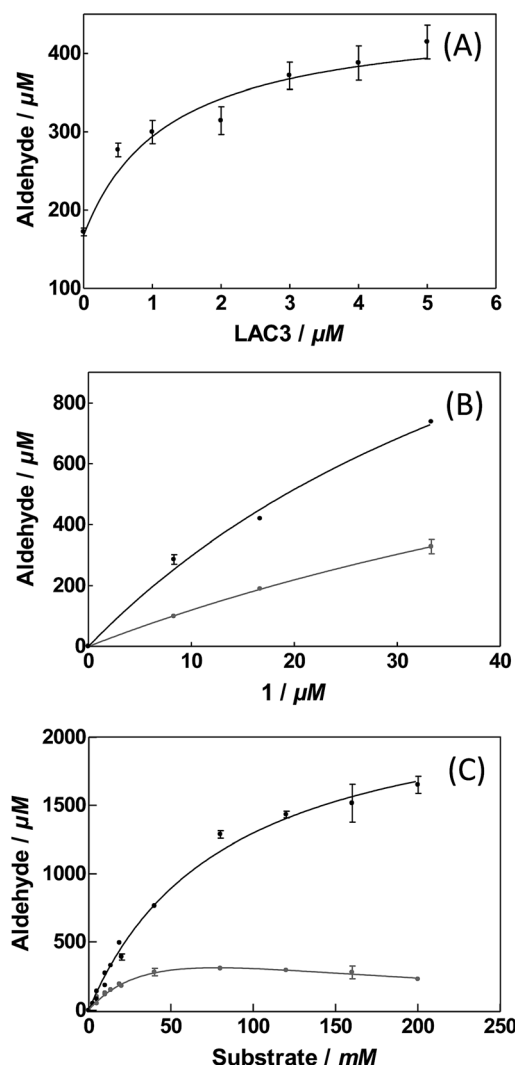 (A)
Aldehyde / µM
400
300
200
100
0 1 2 3 4 5 6
LAC3 / µM
(B)
Aldehyde / µM
800
600
400
200
0
0 10 20 30 40
1 / µM
(C)
Aldehyde / µM
2000
1500
1000
500
0
0 50 100 150 200 250
Substrate / mM